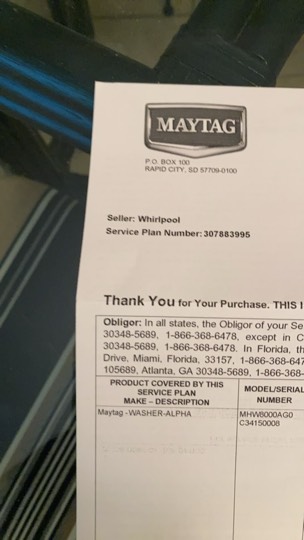 MAYTAG
P.O. BOX 100
RAPID CITY, SD 57709-0100
Seller: Whirlpool
Service Plan Number: 307883995
Thank You for Your Purchase. THIS I
Obligor: In all states, the Obligor of your Se
30348-5689, 1-866-368-6478, except in C
30348-5689, 1-866-368-6478. In Florida, th
Drive, Miami, Florida, 33157, 1-866-368-647
105689, Atlanta, GA 30348-5689, 1-866-368-
PRODUCT COVERED BY THIS
SERVICE PLAN
MAKE – DESCRIPTION
MODEL/SERIAL
NUMBER
Maytag - WASHER-ALPHA
MHW8000AG0
C34150008